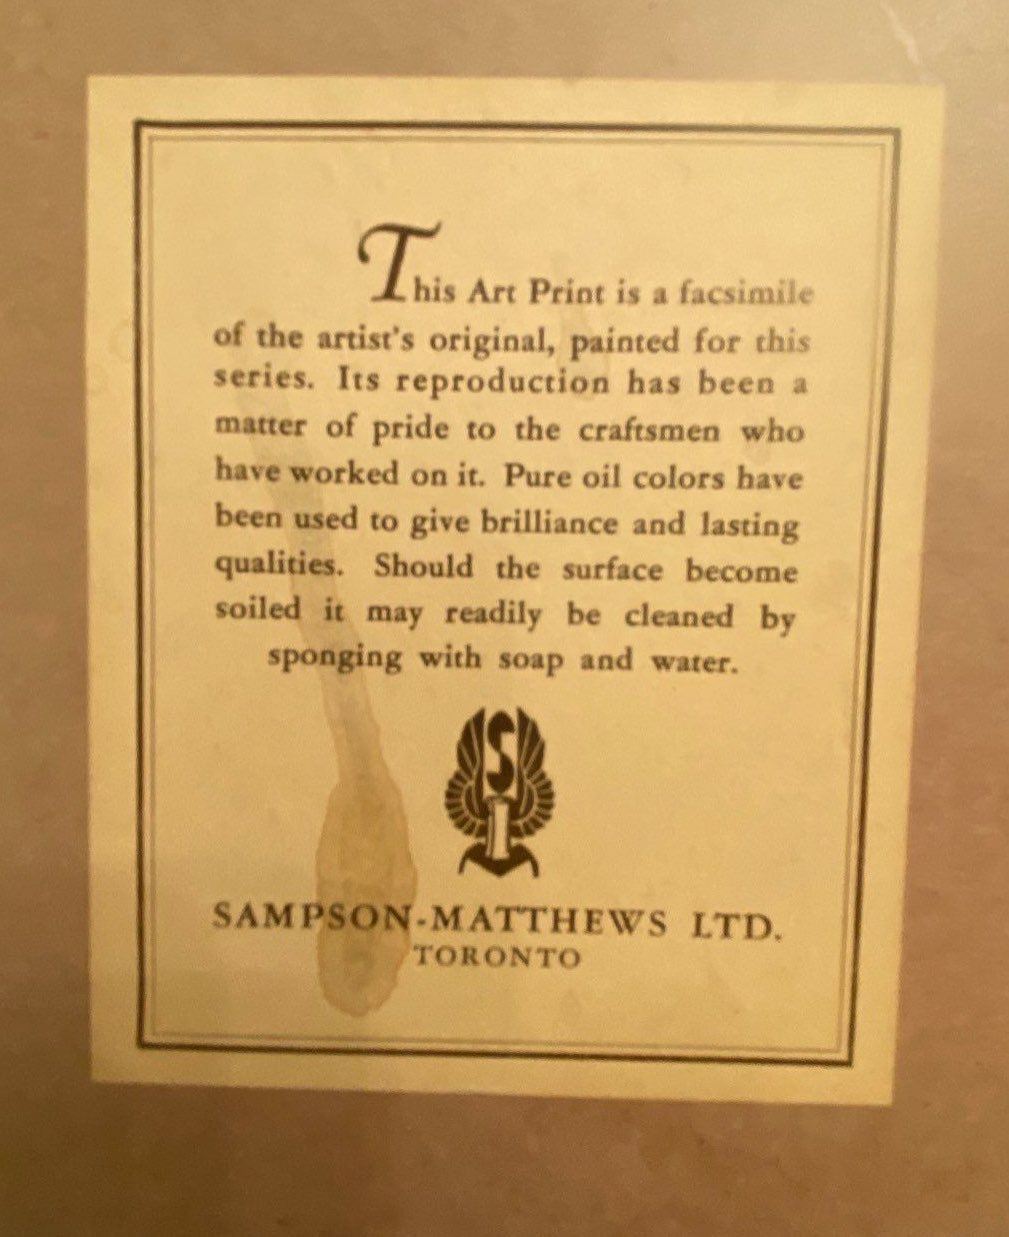 This Art Print is a facsimile
of the artist's original, painted for this
series. Its reproduction has been a
matter of pride to the craftsmen who
have worked on it. Pure oil colors have
been used to give brilliance and lasting
qualities. Should the surface become
soiled it may readily be cleaned by
sponging with soap and water.
S
SAMPSON-MATTHEWS LTD.
TORONTO